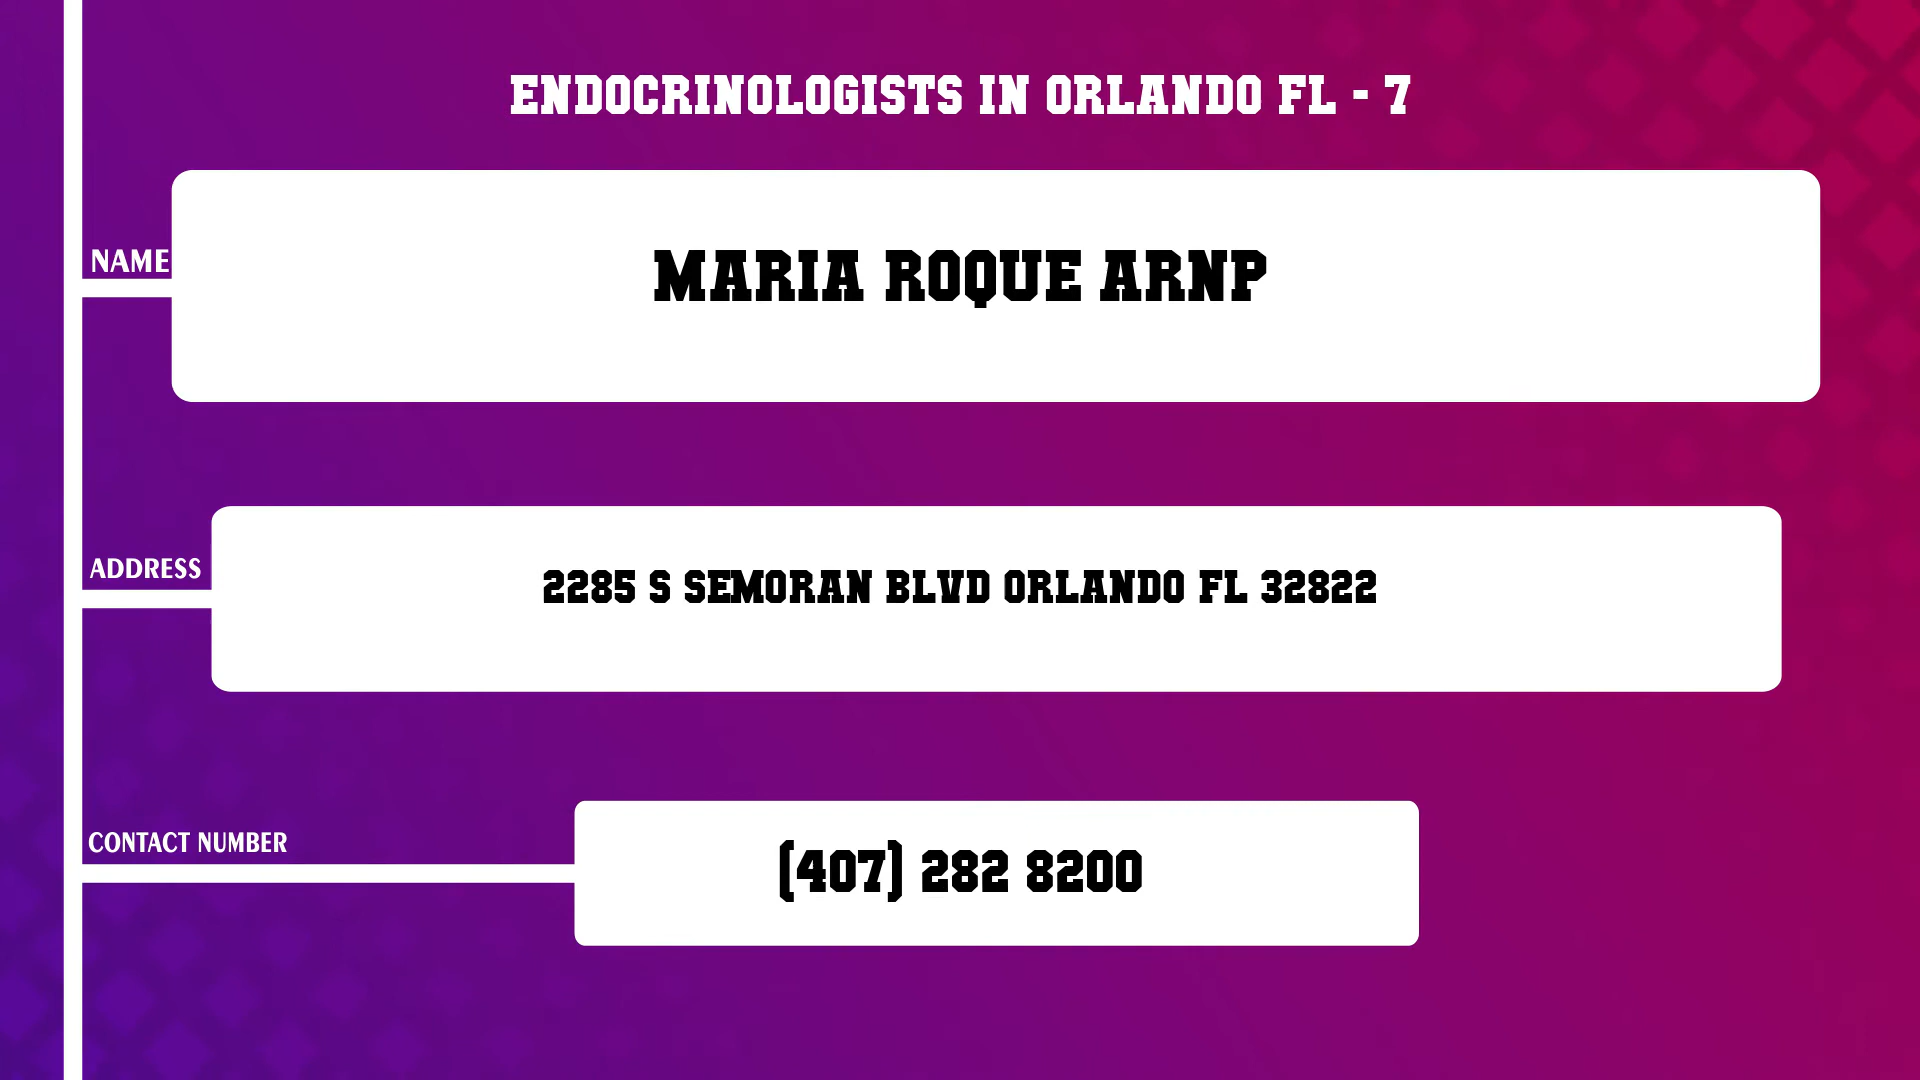 ENDOCRINOLOGISTS IN ORLANDO FL - 7
NAME
MARIA ROQUE ARNP
ADDRESS
2285 S SEMORAN BLVD ORLANDO FL 32822
CONTACT NUMBER
(407) 282 8200